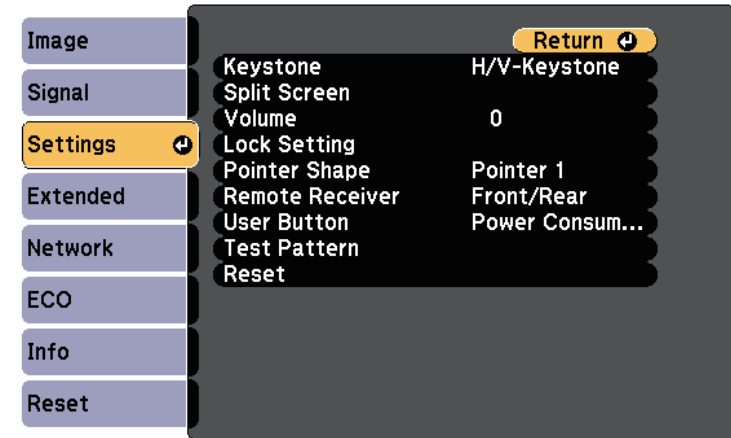 Image
Signal
Settings
Extended
Network
ECO
Info
Reset
Return
Keystone H/V-Keystone
Split Screen
Volume 0
Lock Setting
Pointer Shape Pointer 1
Remote Receiver Front/Rear
User Button Power Consum...
Test Pattern
Reset